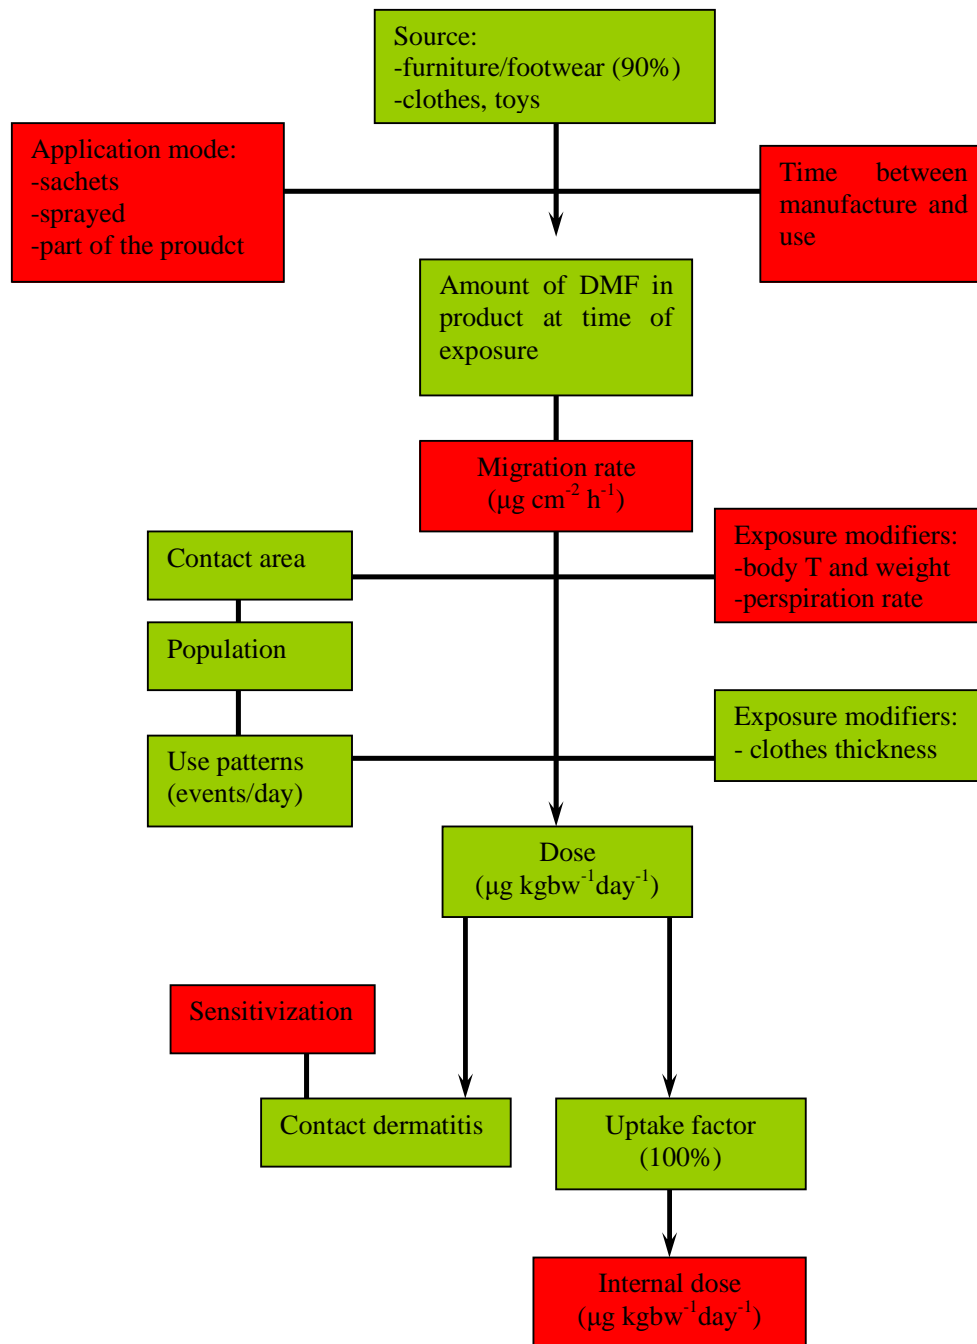 Source:
-furniture/footwear (90%)
-clothes, toys
Application mode:
-sachets
-sprayed
-part of the proudct
Time between
manufacture and
use
Amount of DMF in
product at time of
exposure
Migration rate
(µg cm⁻² h⁻¹)
Contact area
Exposure modifiers:
-body T and weight
-perspiration rate
Population
Use patterns
(events/day)
Exposure modifiers:
- clothes thickness
Dose
(µg kgbw⁻¹day⁻¹)
Sensitivization
Contact dermatitis
Uptake factor
(100%)
Internal dose
(µg kgbw⁻¹day⁻¹)